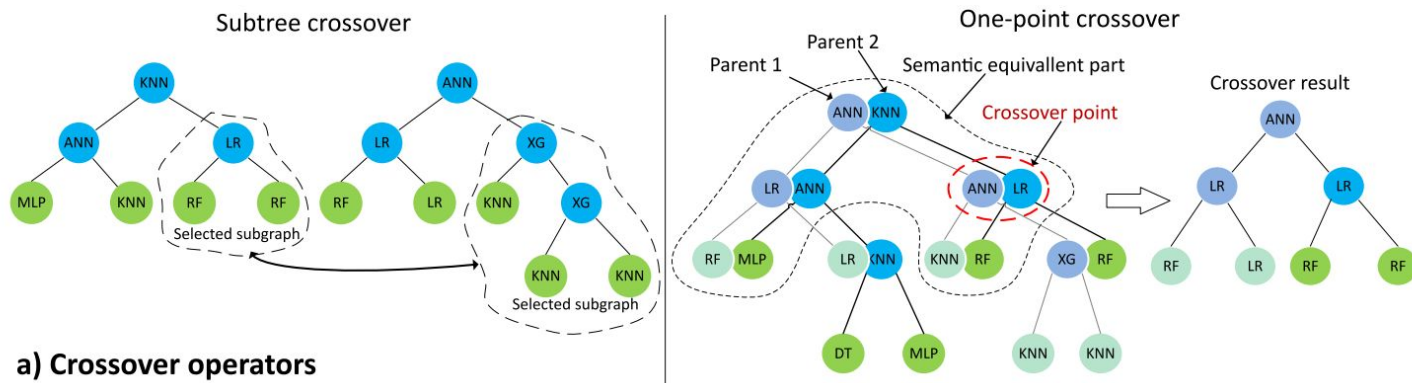 Subtree crossover
KNN
ANN
ANN LR LR XG
MLP KNN RF RF RF LR KNN XG
Selected subgraph
KNN KNN
Selected subgraph
a) Crossover operators
One-point crossover
Parent 2
Parent 1
Semantic equivallent part
Crossover point
ANN KNN
LR ANN ANN LR
RF MLP LR KNN KNN RF XG RF
DT MLP KNN KNN
Crossover result
ANN
LR LR
RF LR RF RF